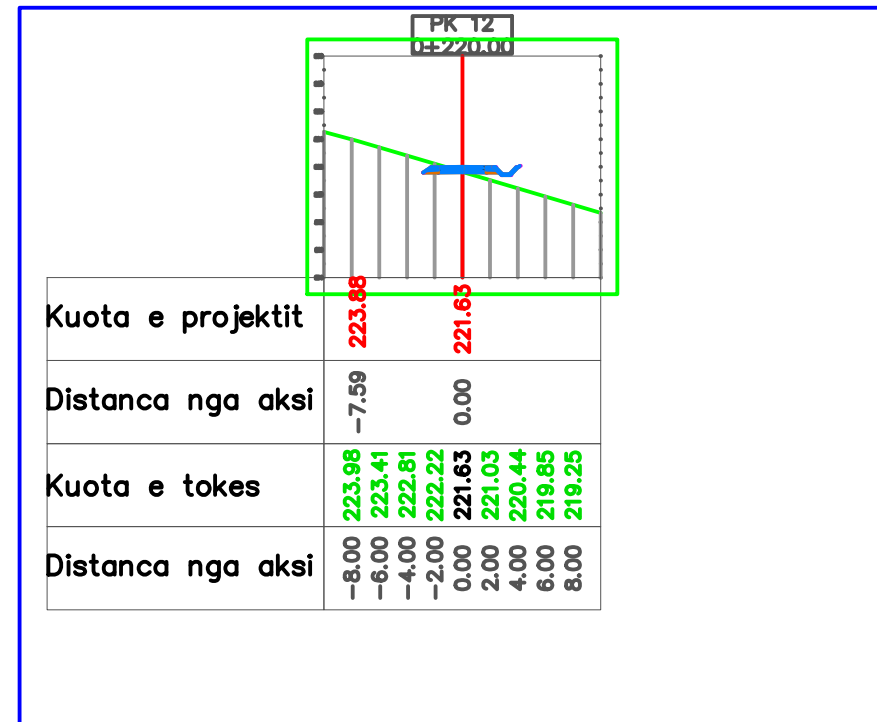 PK 12
0+220.00
Kuota e projektit
223.88 221.63
Distanca nga aksi
-7.59 0.00
Kuota e tokes
223.98 223.41 222.81 222.22 221.63 221.03 220.44 219.85 219.25
Distanca nga aksi
-8.00 -6.00 -4.00 -2.00 0.00 2.00 4.00 6.00 8.00